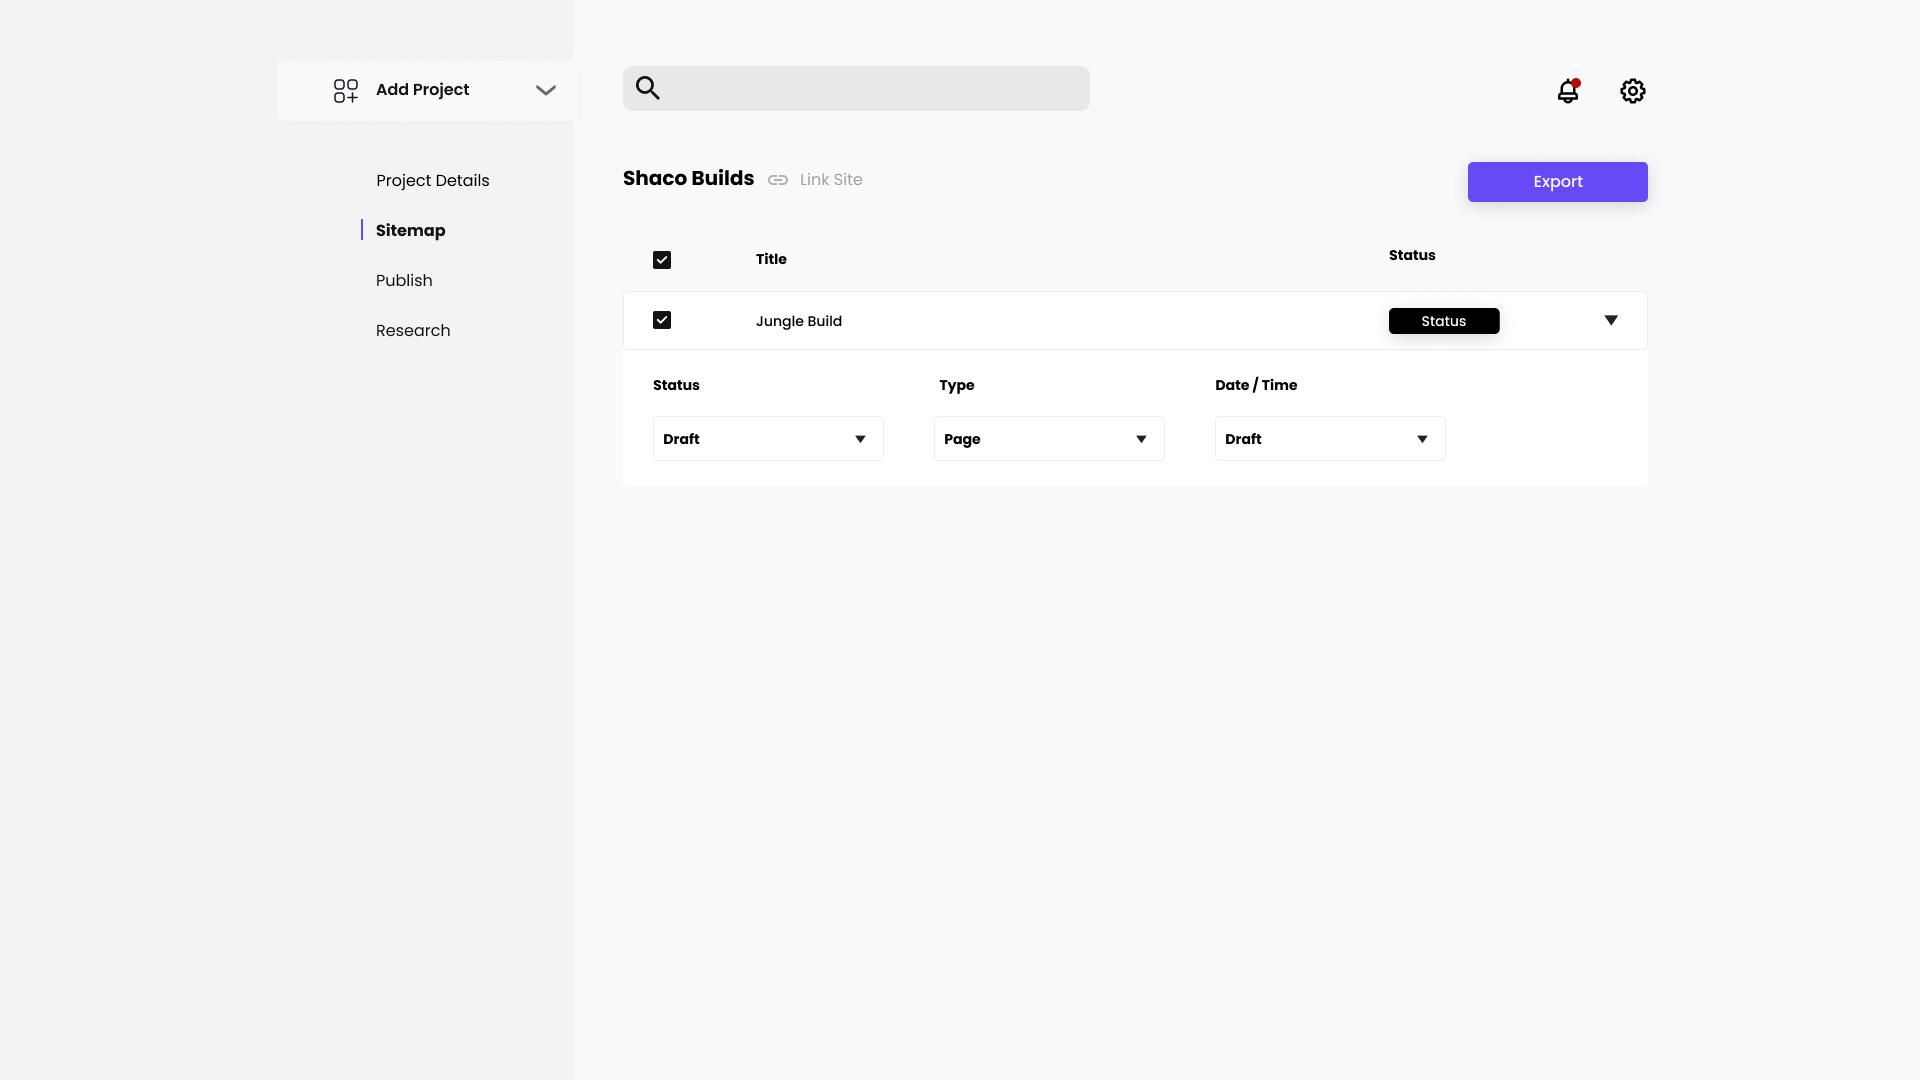 Add Project
Project Details
Sitemap
Publish
Research
Shaco Builds Link Site
Export
Title Status
Jungle Build Status
Status Type Date / Time
Draft Page Draft